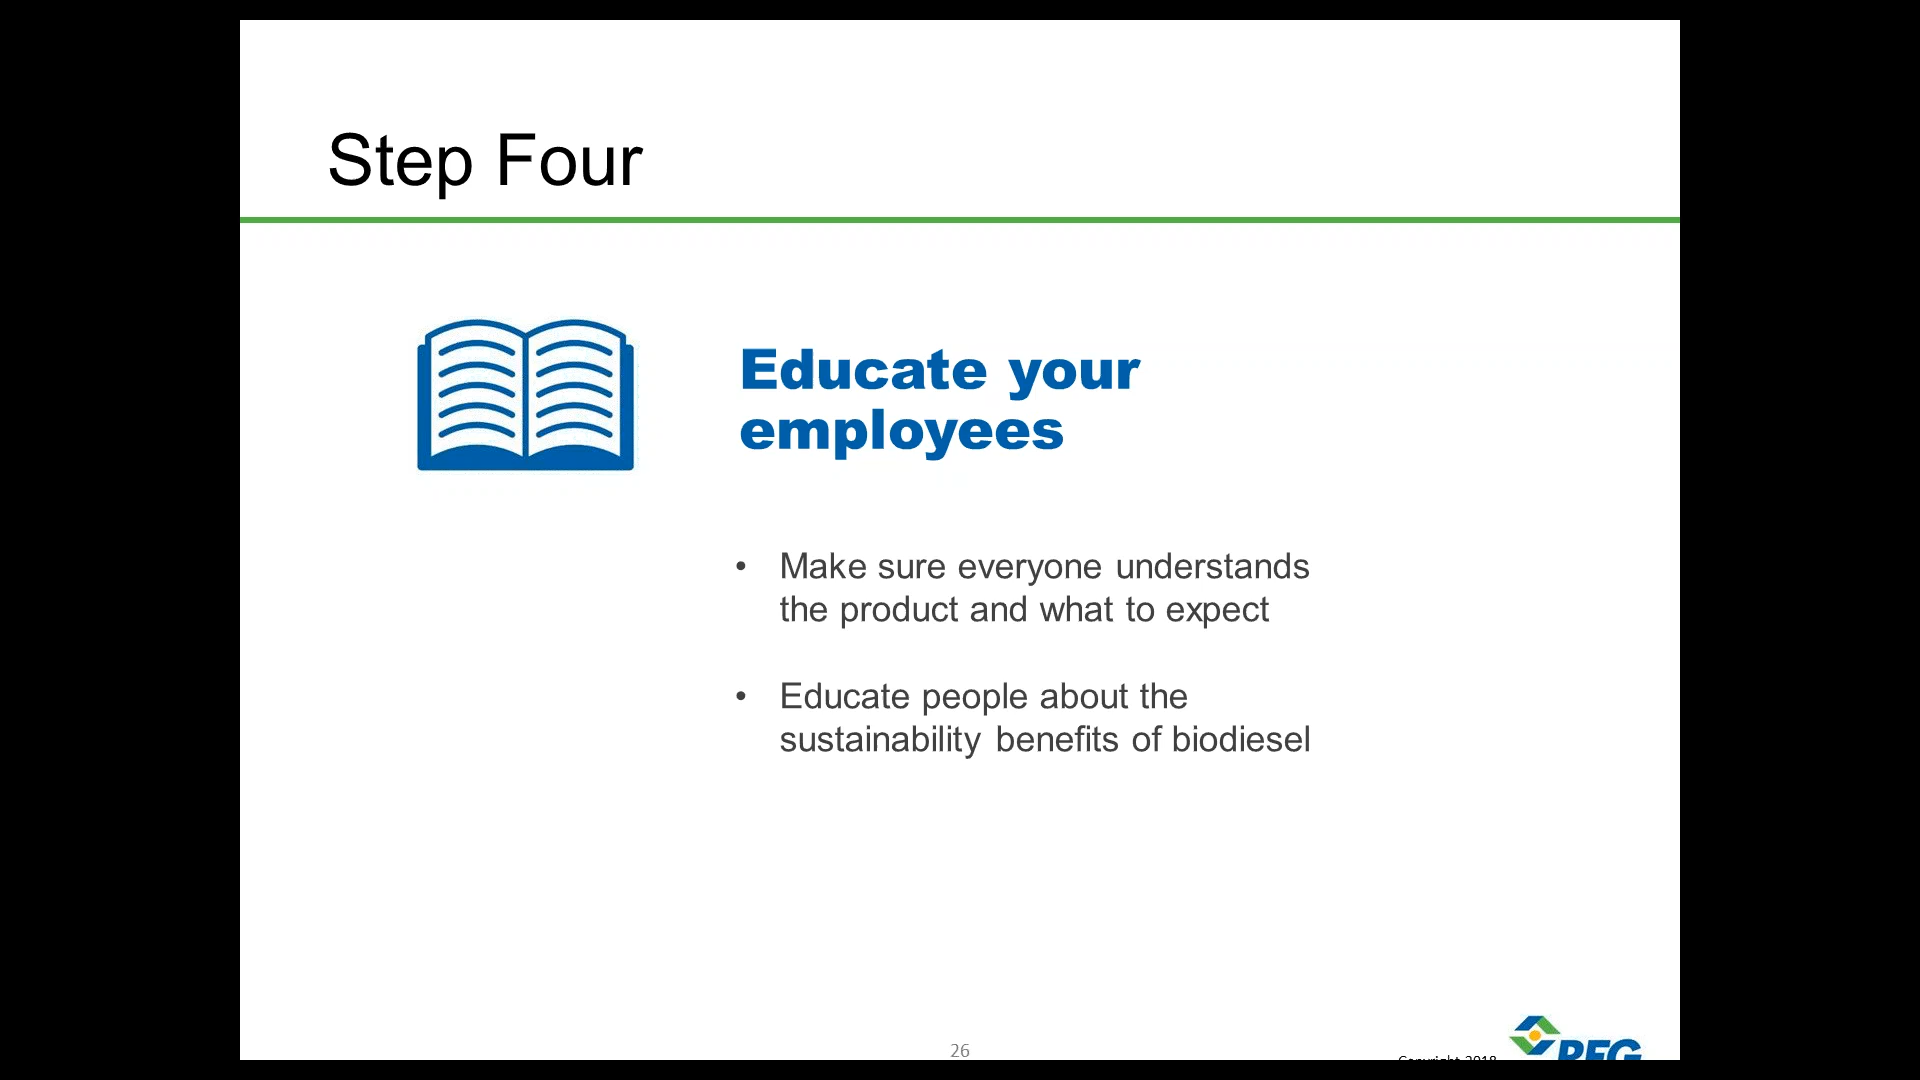 Step Four
Educate your
employees
• Make sure everyone understands
the product and what to expect
• Educate people about the
sustainability benefits of biodiesel
26
Copyright 2018
REG